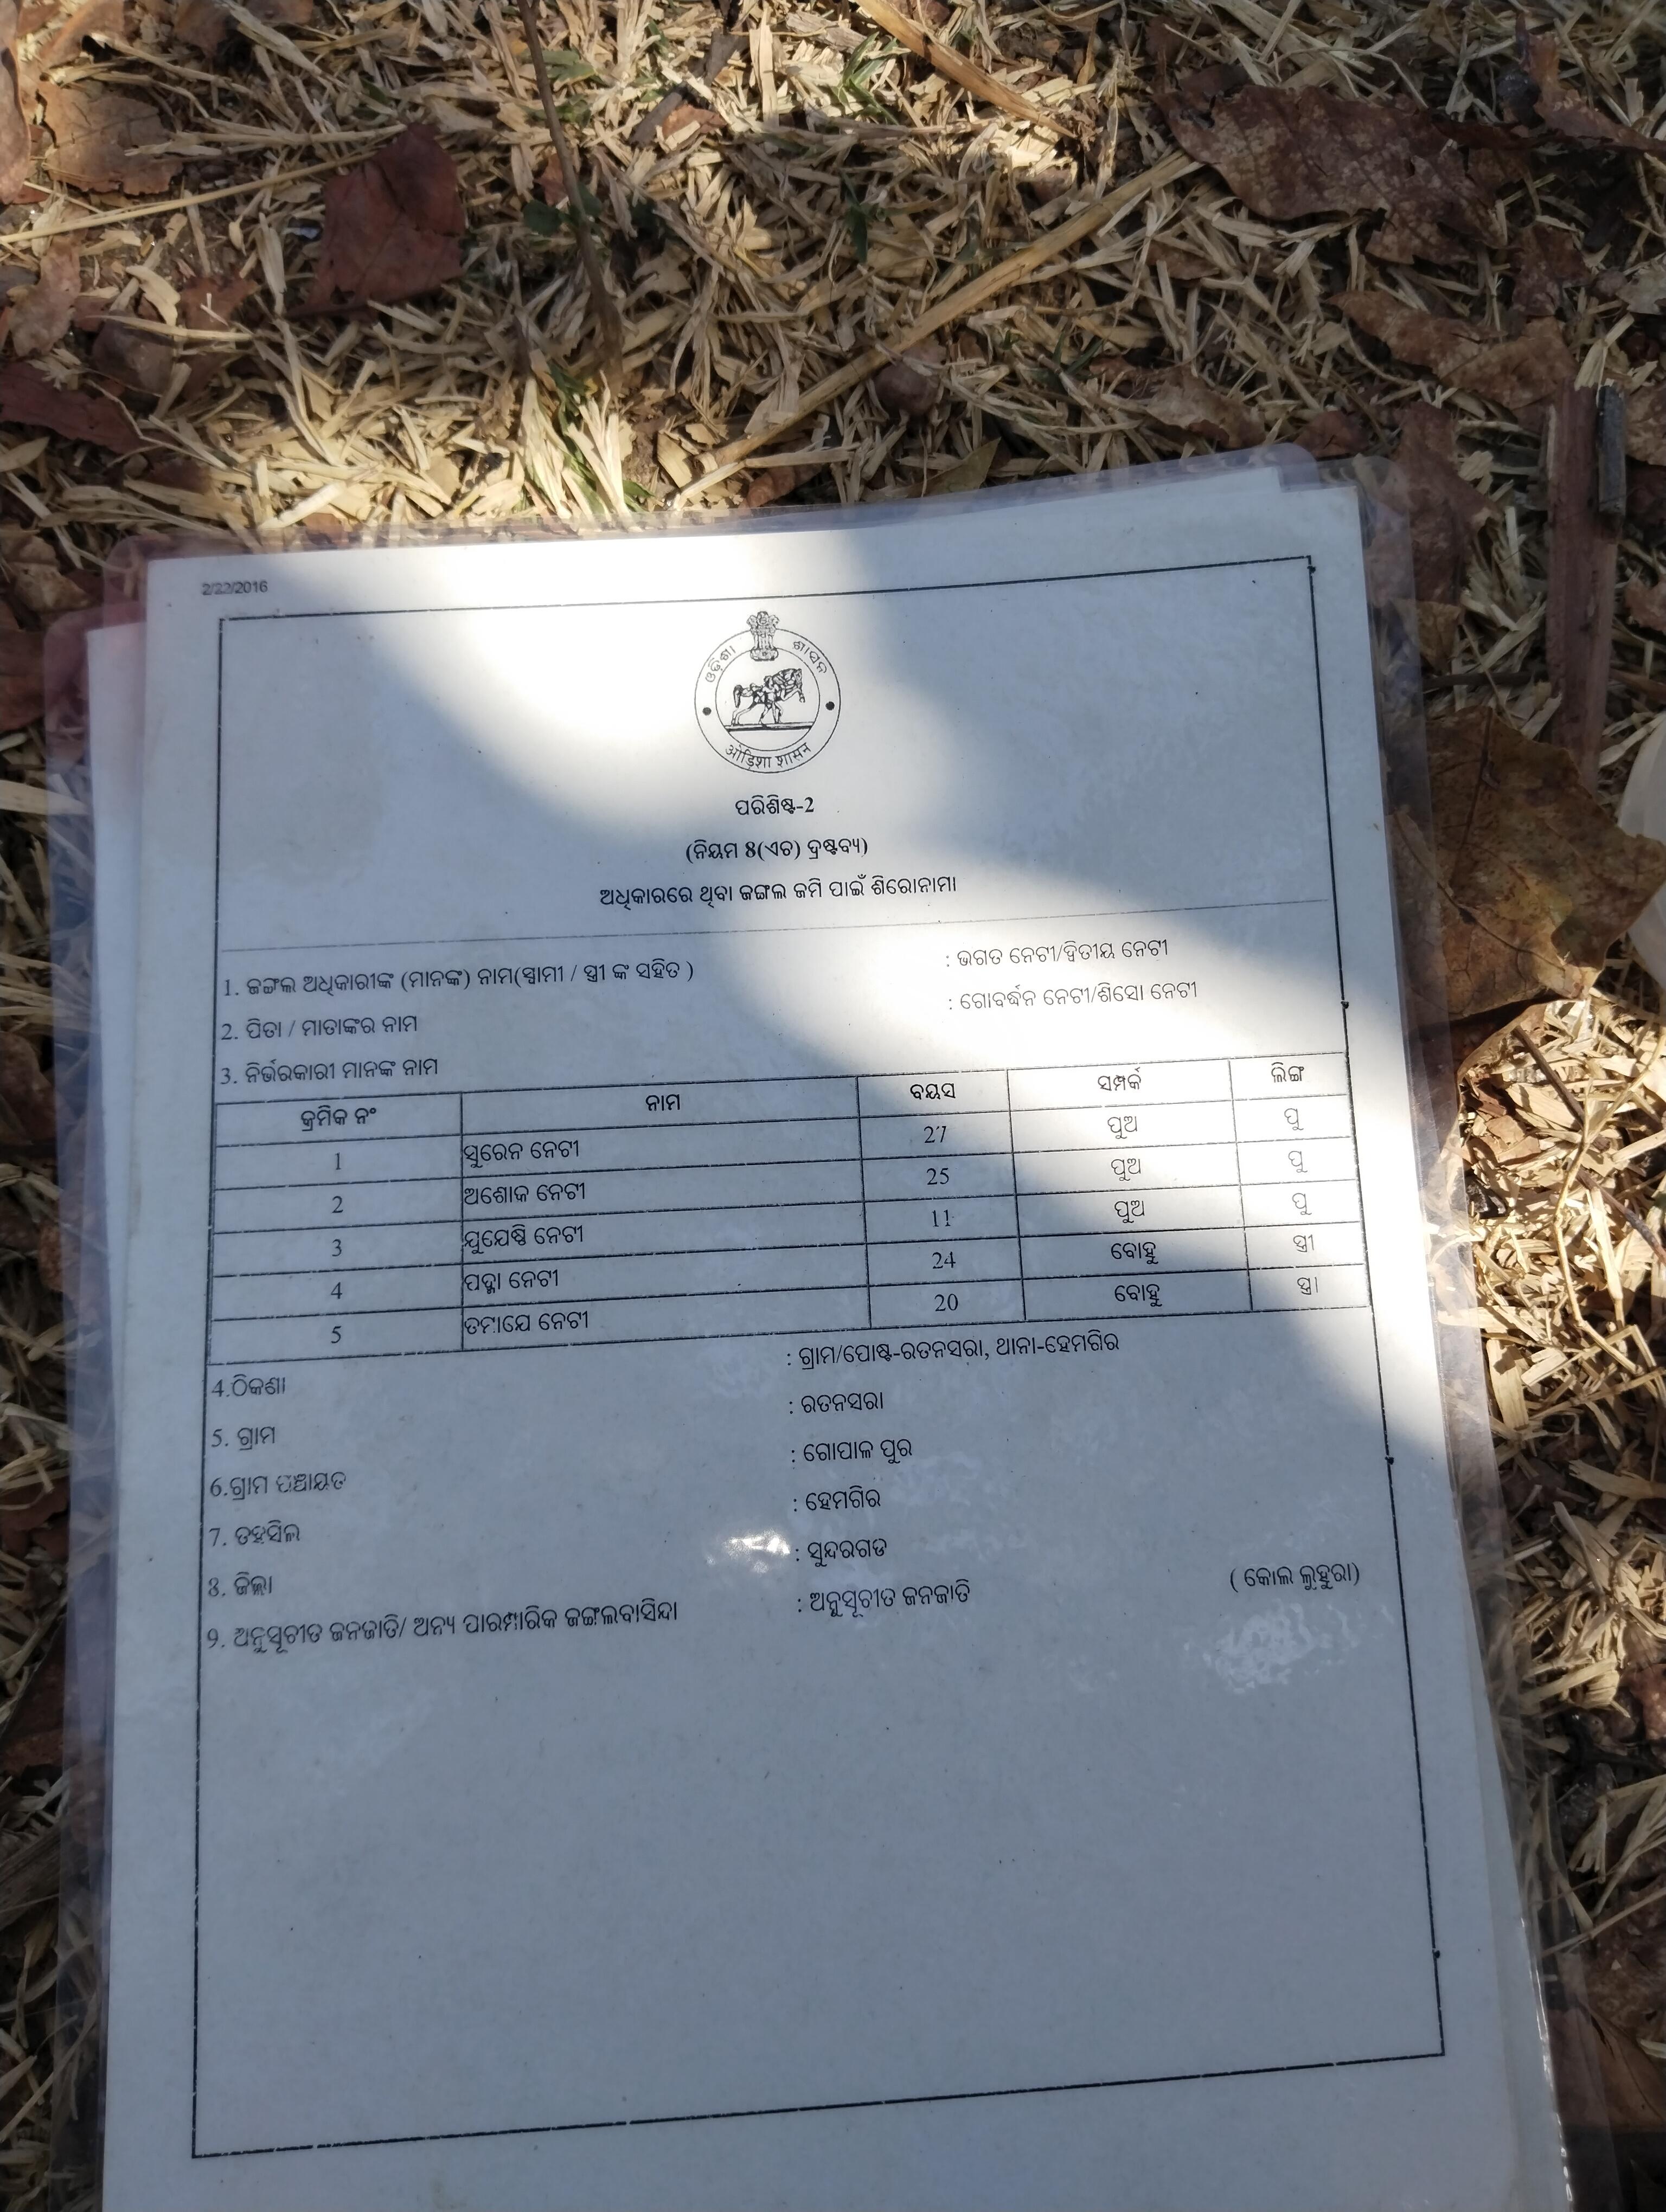 2/22/2016
ଓଡ଼ିଶା ଶାସନ
ओड़िशा शासन
ପରିଶିଷ୍ଟ-2
(ନିୟମ 8(ଏଚ) ଦ୍ରଷ୍ଟବ୍ୟ)
ଅଧିକାରରେ ଥିବା ଜଙ୍ଗଲ ଜମି ପାଇଁ ଶିରୋନାମା
1. ଜଙ୍ଗଲ ଅଧିକାରୀଙ୍କ (ମାନଙ୍କ) ନାମ(ସ୍ୱାମୀ / ସ୍ତ୍ରୀ ଙ୍କ ସହିତ ) : ଭଗତ ନେଟୀ/ଦ୍ୱିତୀୟ ନେଟୀ
2. ପିତା / ମାତାଙ୍କର ନାମ : ଗୋବର୍ଦ୍ଧନ ନେଟୀ/ଶିସୋ ନେଟୀ
3. ନିର୍ଭରକାରୀ ମାନଙ୍କ ନାମ
କ୍ରମିକ ନଂ ନାମ ବୟସ ସମ୍ପର୍କ ଲିଙ୍ଗ
1 ସୁରେନ ନେଟୀ 27 ପୁଅ ପୁ
2 ଅଶୋକ ନେଟୀ 25 ପୁଅ ପୁ
3 ଯୁଯେଷ୍ଠି ନେଟୀ 11 ପୁଅ ପୁ
4 ପଦ୍ମା ନେଟୀ 24 ବୋହୁ ସ୍ତ୍ରୀ
5 ତମାଯେ ନେଟୀ 20 ବୋହୁ ସ୍ତ୍ରୀ
4.ଠିକଣା : ଗ୍ରାମ/ପୋଷ୍ଟ-ରତନସରା, ଥାନା-ହେମଗିର
5. ଗ୍ରାମ : ରତନସରା
6.ଗ୍ରାମ ପଞ୍ଚାୟତ : ଗୋପାଳ ପୁର
7. ତହସିଲ : ହେମଗିର
8. ଜିଲ୍ଲା : ସୁନ୍ଦରଗଡ
9. ଅନୁସୂଚୀତ ଜନଜାତି/ ଅନ୍ୟ ପାରମ୍ପାରିକ ଜଙ୍ଗଲବାସିନ୍ଦା : ଅନୁସୂଚୀତ ଜନଜାତି ( କୋଲ ଲୁହୁରା)